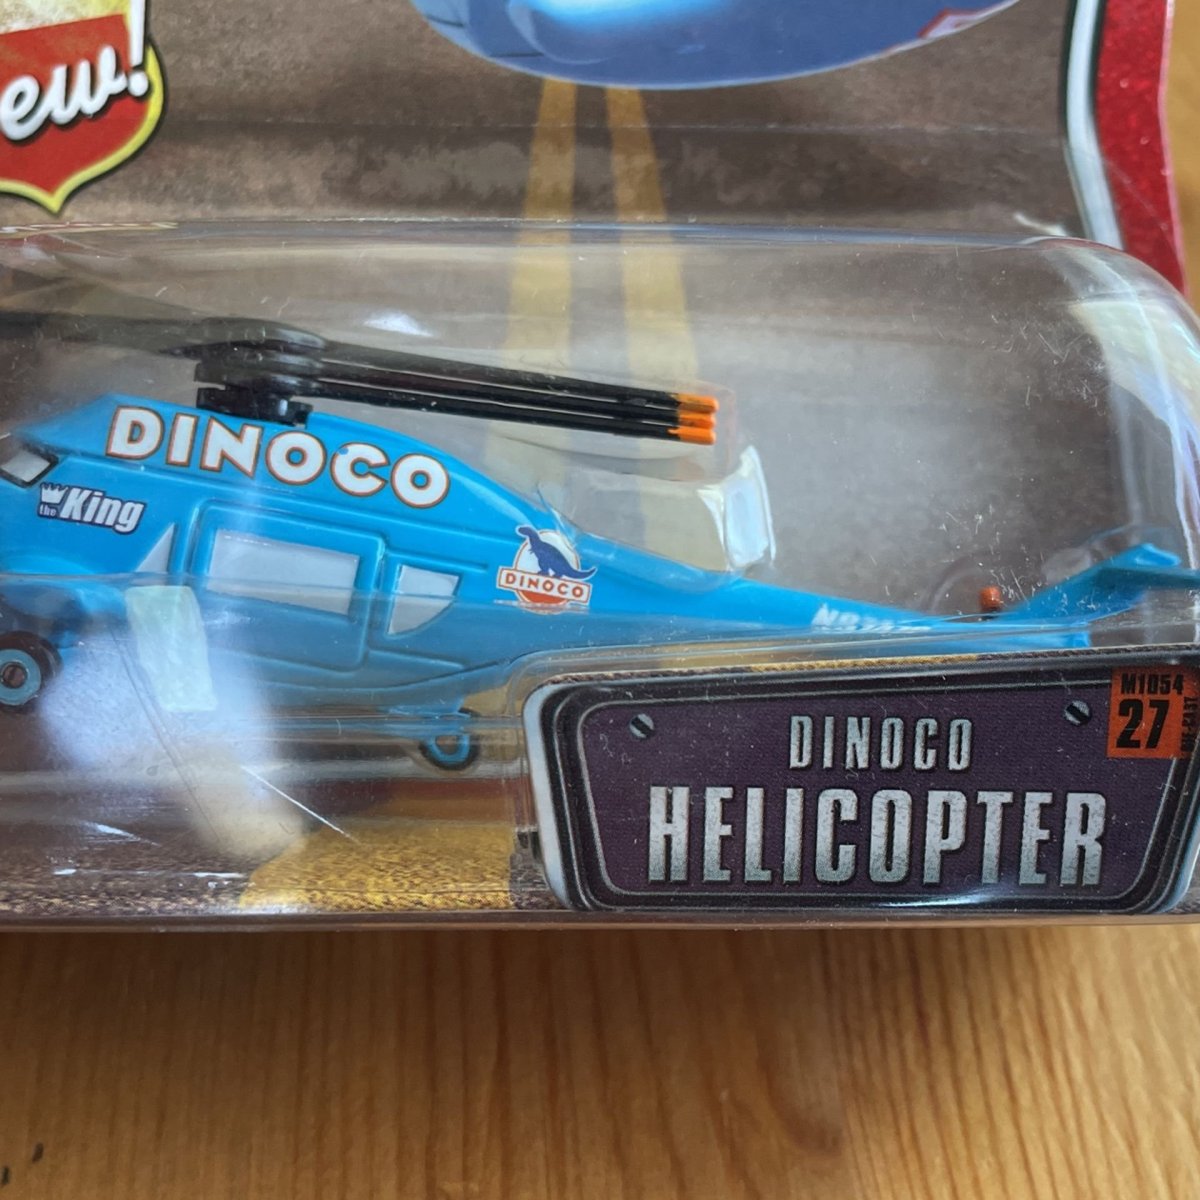 ew!
DINOCO
the King
DINOCO
M1054
27
DINOCO
HELICOPTER